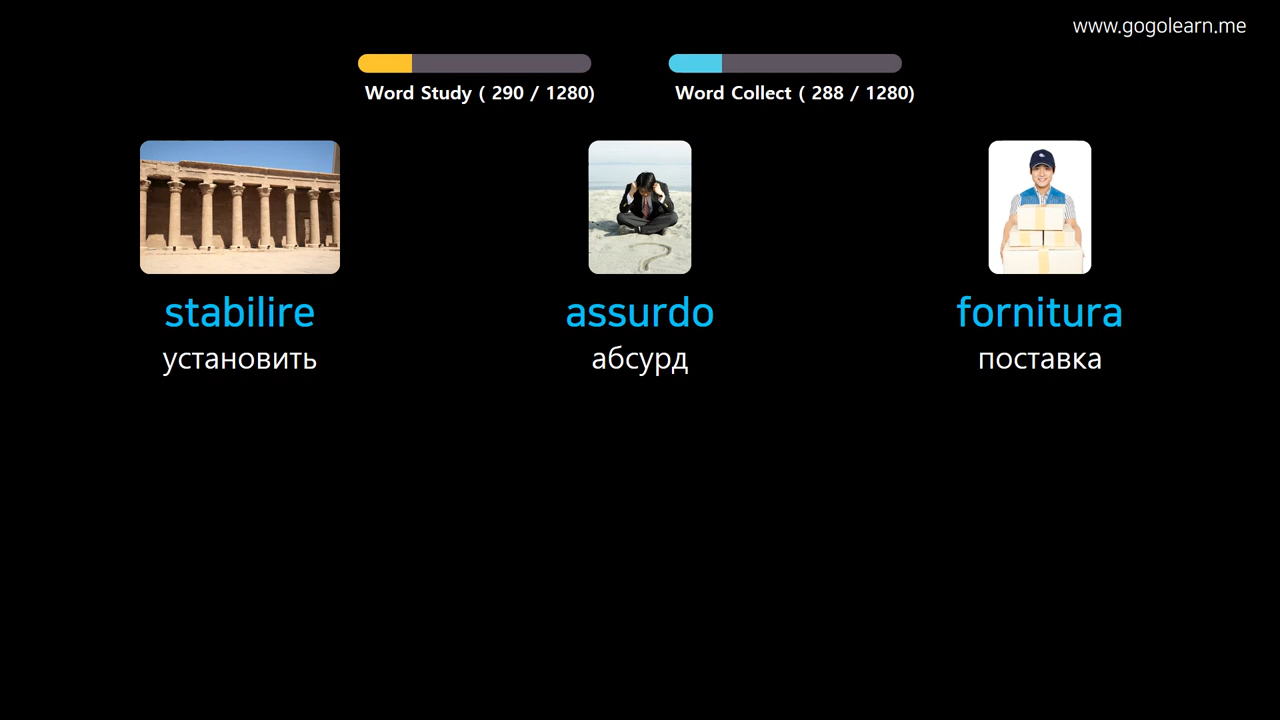 www.gogolearn.me
Word Study ( 290 / 1280)
Word Collect ( 288 / 1280)
stabilire
установить
assurdo
абсурд
fornitura
поставка